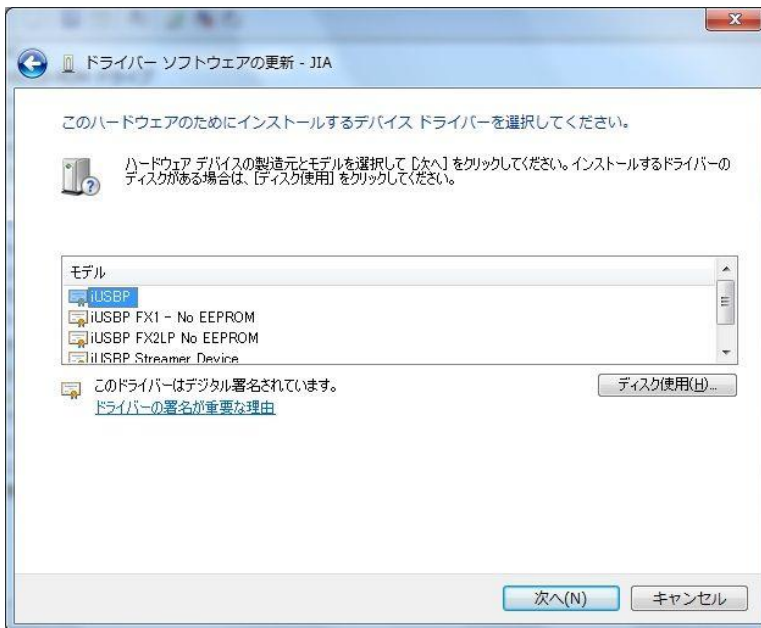 ドライバー ソフトウェアの更新 - JIA
このハードウェアのためにインストールするデバイス ドライバーを選択してください。
ハードウェア デバイスの製造元とモデルを選択して [次へ] をクリックしてください。インストールするドライバーの
ディスクがある場合は、[ディスク使用] をクリックしてください。
モデル
iUSBP
iUSBP FX1 - No EEPROM
iUSBP FX2LP No EEPROM
iUSBP Streamer Device
このドライバーはデジタル署名されています。
ディスク使用(H)...
ドライバーの署名が重要な理由
次へ(N)
キャンセル